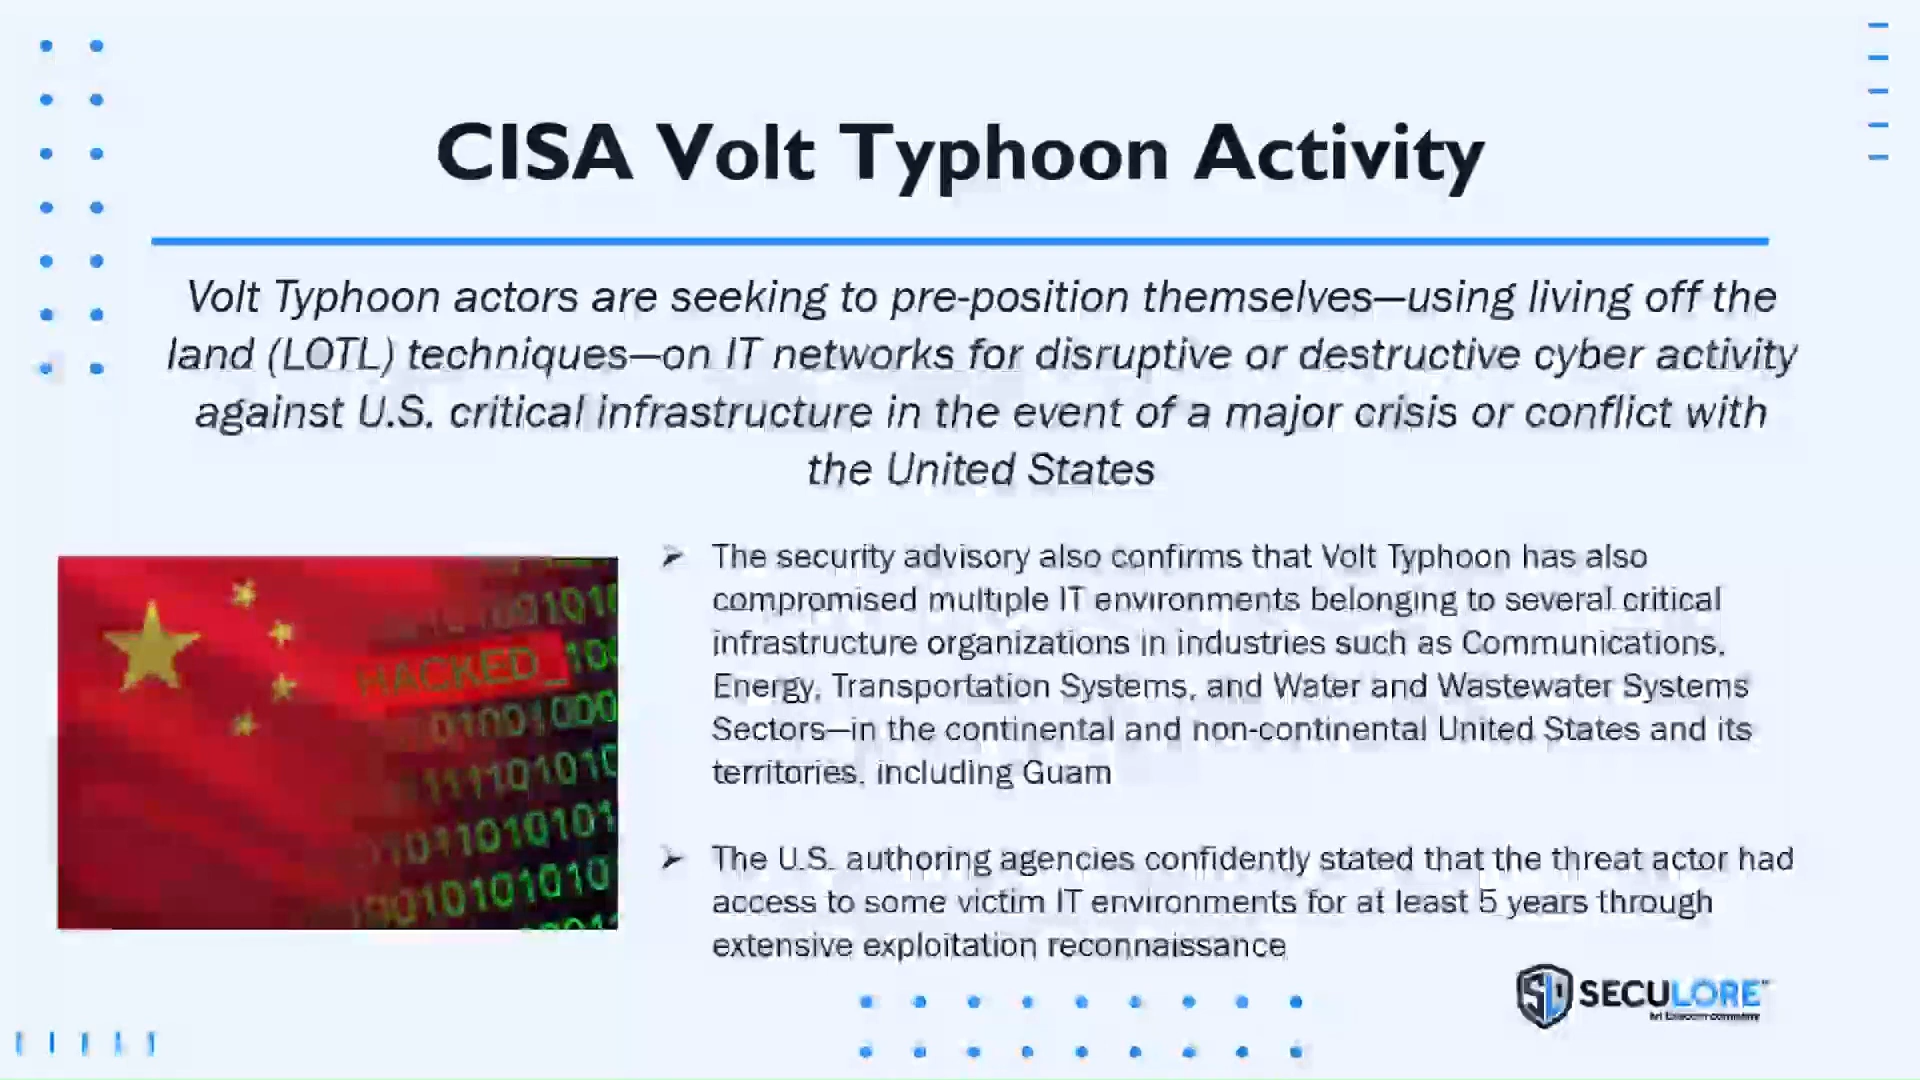 CISA Volt Typhoon Activity
Volt Typhoon actors are seeking to pre-position themselves—using living off the
land (LOTL) techniques—on IT networks for disruptive or destructive cyber activity
against U.S. critical infrastructure in the event of a major crisis or conflict with
the United States
➤ The security advisory also confirms that Volt Typhoon has also
compromised multiple IT environments belonging to several critical
infrastructure organizations in industries such as Communications,
Energy, Transportation Systems, and Water and Wastewater Systems
Sectors—in the continental and non-continental United States and its
territories, including Guam
➤ The U.S. authoring agencies confidently stated that the threat actor had
access to some victim IT environments for at least 5 years through
extensive exploitation reconnaissance
HACKED_ 100
01001000
11110101
1011010101
10010101010
SECULORE